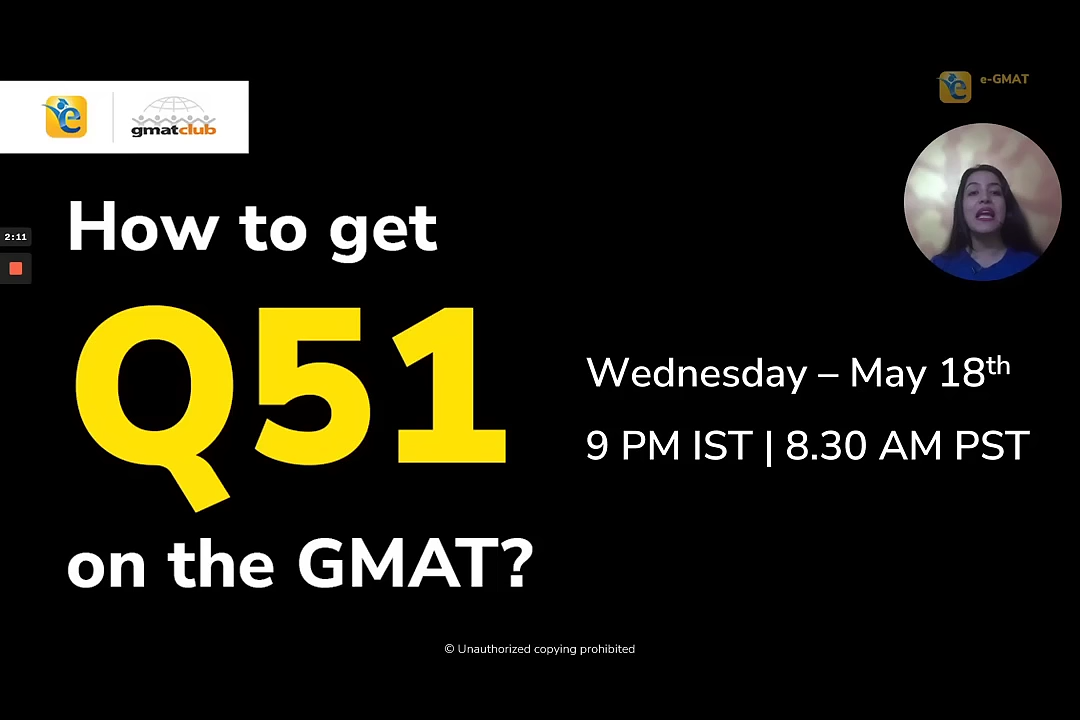 e
gmatclub
e e-GMAT
How to get
2:11
Q51
Wednesday – May 18th
9 PM IST | 8.30 AM PST
on the GMAT?
© Unauthorized copying prohibited